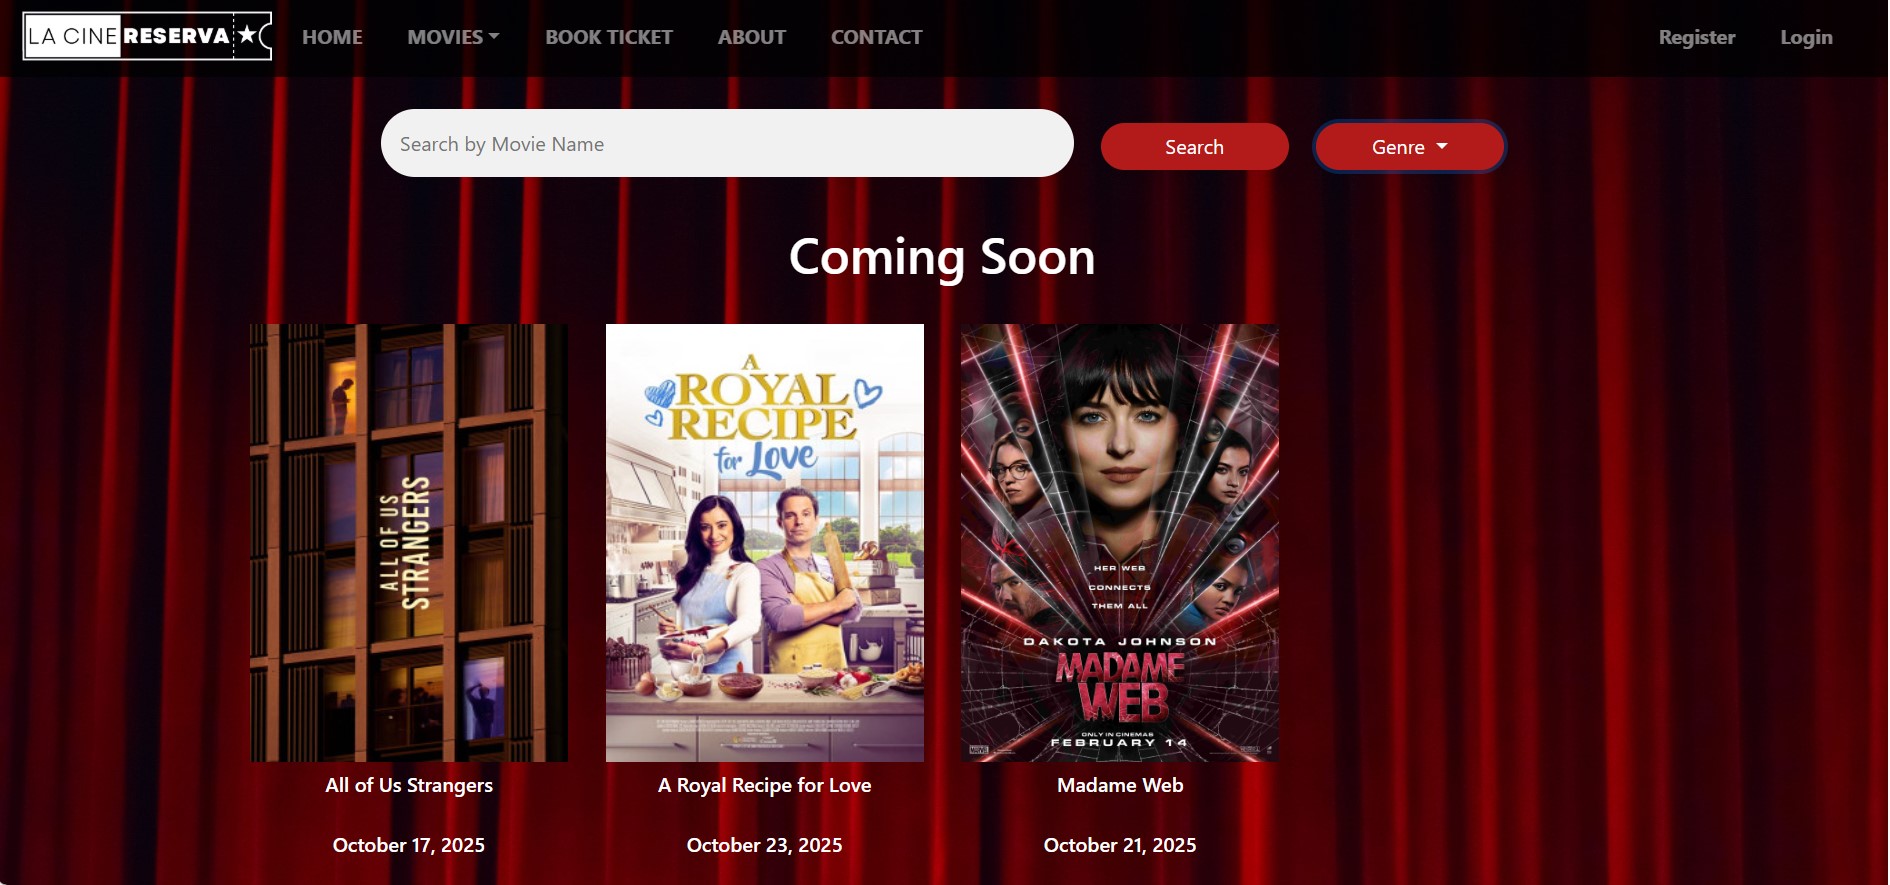 LA CINE RESERVA
HOME
MOVIES
BOOK TICKET
ABOUT
CONTACT
Register
Login
Search by Movie Name
Search
Genre
Coming Soon
ALL OF US
STRANGERS
A
ROYAL
RECIPE
for Love
HER WEB
CONNECTS
THEM ALL
DAKOTA JOHNSON
MADAME
WEB
ONLY IN CINEMAS
FEBRUARY 14
MARVEL
All of Us Strangers
A Royal Recipe for Love
Madame Web
October 17, 2025
October 23, 2025
October 21, 2025